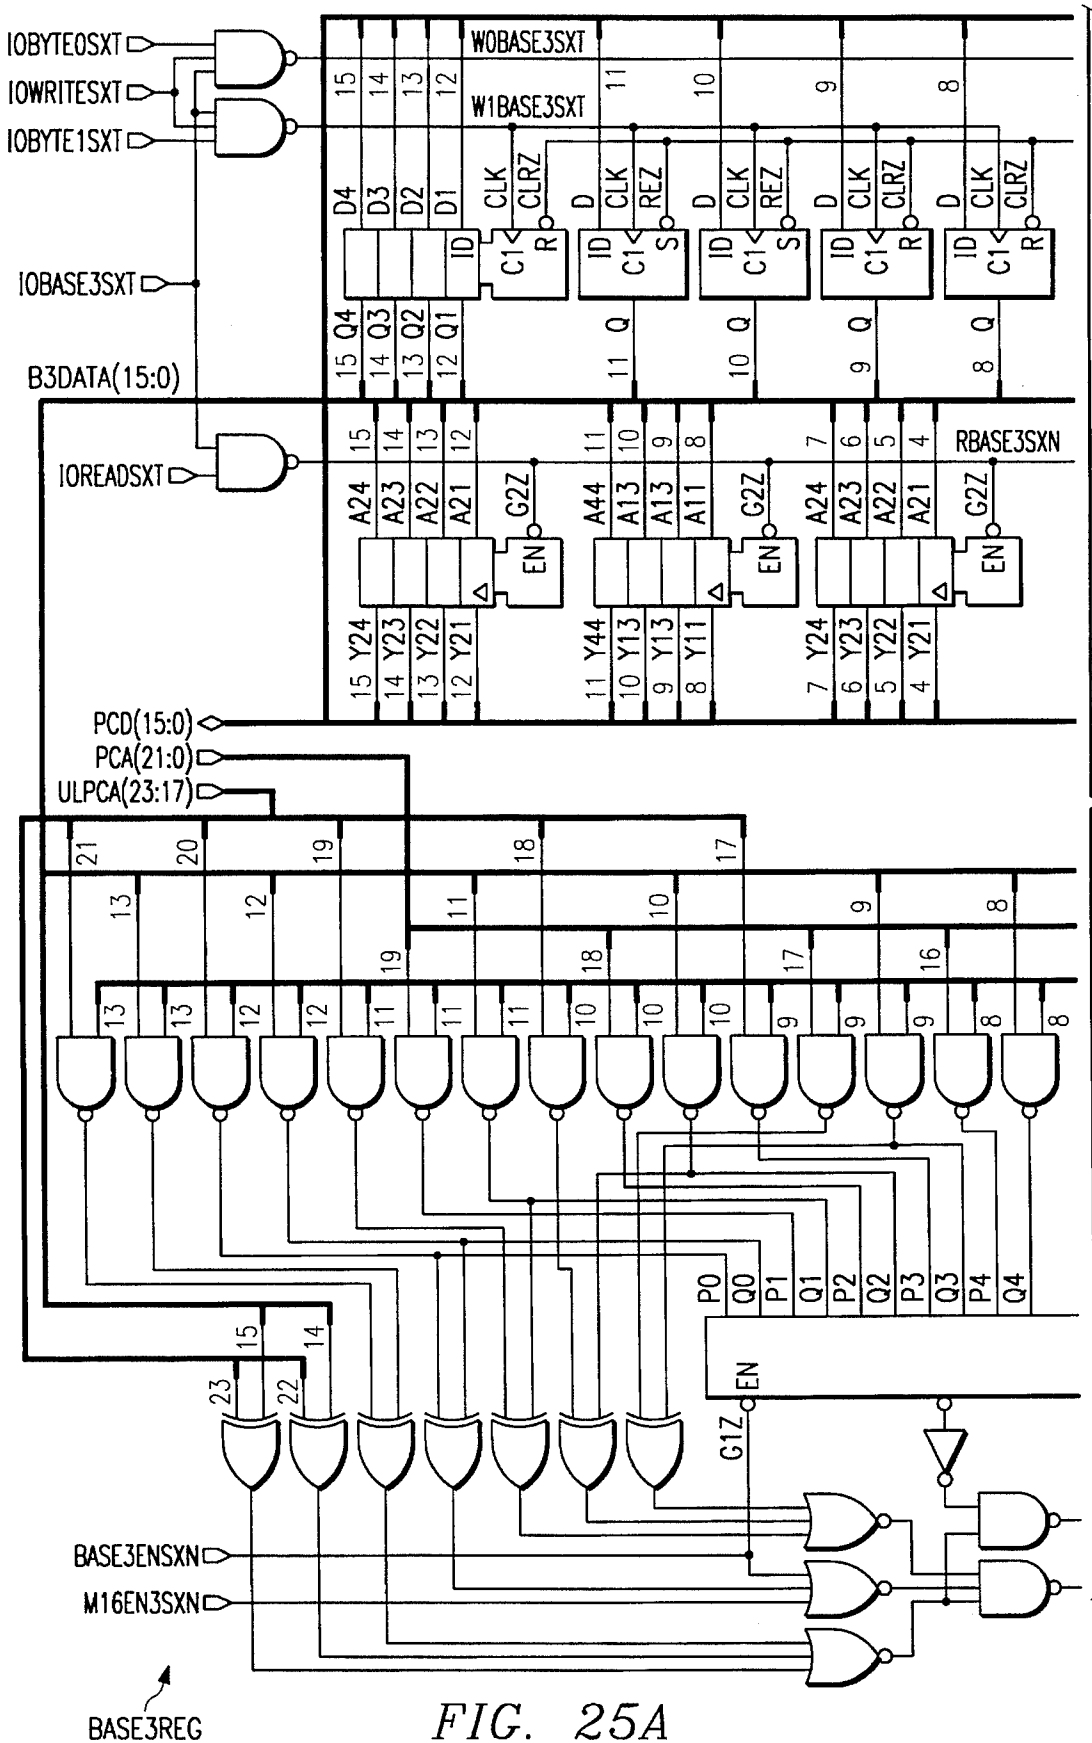 IOBYTE0SXT
IOWRITESXT
IOBYTE1SXT
W0BASE3SXT
W1BASE3SXT
15 14 13 12 11 10 9 8
D4 D3 D2 D1 CLK CLRZ D CLK REZ D CLK REZ D CLK CLRZ D CLK CLRZ
ID C1 R ID C1 S ID C1 S ID C1 R ID C1 R
IOBASE3SXT
Q4 Q3 Q2 Q1 Q Q Q Q
15 14 13 12 11 10 9 8
B3DATA(15:0)
15 14 13 12 11 10 9 8 7 6 5 4
RBASE3SXN
IOREADSXT
A24 A23 A22 A21 G2Z A44 A13 A13 A11 G2Z A24 A23 A22 A21 G2Z
EN EN EN
Y24 Y23 Y22 Y21 Y44 Y13 Y13 Y11 Y24 Y23 Y22 Y21
15 14 13 12 11 10 9 8 7 6 5 4
PCD(15:0)
PCA(21:0)
ULPCA(23:17)
21 20 19 18 17
13 12 11 10 9 8
19 18 17 16
13 13 12 12 11 11 11 10 10 10 9 9 9 8 8
P0 Q0 P1 Q1 P2 Q2 P3 Q3 P4 Q4
15 14
23 22
EN
G1Z
BASE3ENSXN
M16EN3SXN
BASE3REG
FIG. 25A